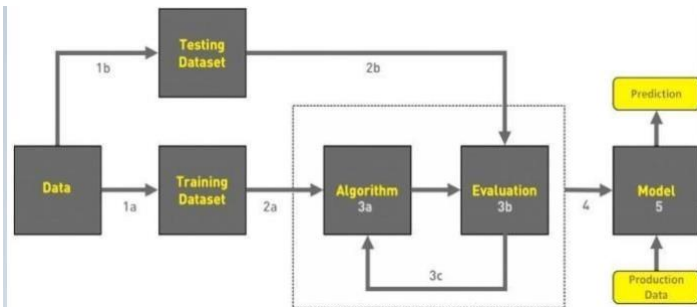 Testing
Dataset
1b
2b
Prediction
Data
Training
Dataset
Algorithm
3a
Evaluation
3b
Model
5
1a
2a
4
3c
Production
Data